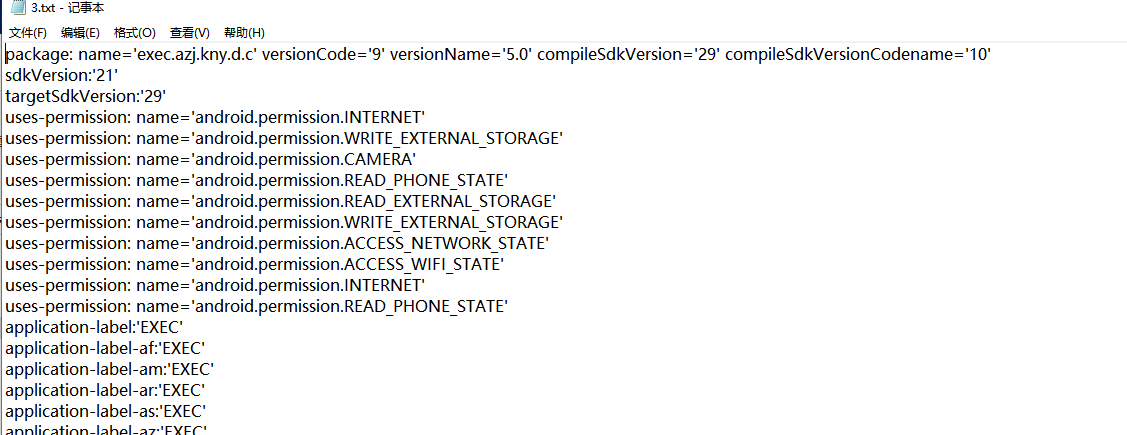 3.txt - 记事本
文件(F) 编辑(E) 格式(O) 查看(V) 帮助(H)
package: name='exec.azj.kny.d.c' versionCode='9' versionName='5.0' compileSdkVersion='29' compileSdkVersionCodename='10'
sdkVersion:'21'
targetSdkVersion:'29'
uses-permission: name='android.permission.INTERNET'
uses-permission: name='android.permission.WRITE_EXTERNAL_STORAGE'
uses-permission: name='android.permission.CAMERA'
uses-permission: name='android.permission.READ_PHONE_STATE'
uses-permission: name='android.permission.READ_EXTERNAL_STORAGE'
uses-permission: name='android.permission.WRITE_EXTERNAL_STORAGE'
uses-permission: name='android.permission.ACCESS_NETWORK_STATE'
uses-permission: name='android.permission.ACCESS_WIFI_STATE'
uses-permission: name='android.permission.INTERNET'
uses-permission: name='android.permission.READ_PHONE_STATE'
application-label:'EXEC'
application-label-af:'EXEC'
application-label-am:'EXEC'
application-label-ar:'EXEC'
application-label-as:'EXEC'
application-label-az:'EXEC'